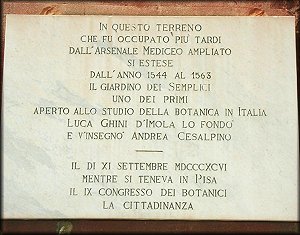 IN QUESTO TERRENO
CHE FU OCCUPATO PIÙ TARDI
DALL'ARSENALE MEDICEO AMPLIATO
SI ESTESE
DALL'ANNO 1544 AL 1563
IL GIARDINO DEI SEMPLICI
UNO DEI PRIMI
APERTO ALLO STUDIO DELLA BOTANICA IN ITALIA
LUCA GHINI D'IMOLA LO FONDÒ
E V'INSEGNÒ ANDREA CESALPINO
IL DI XI SETTEMBRE MDCCCXCVI
MENTRE SI TENEVA IN PISA
IL IX CONGRESSO DEI BOTANICI
LA CITTADINANZA